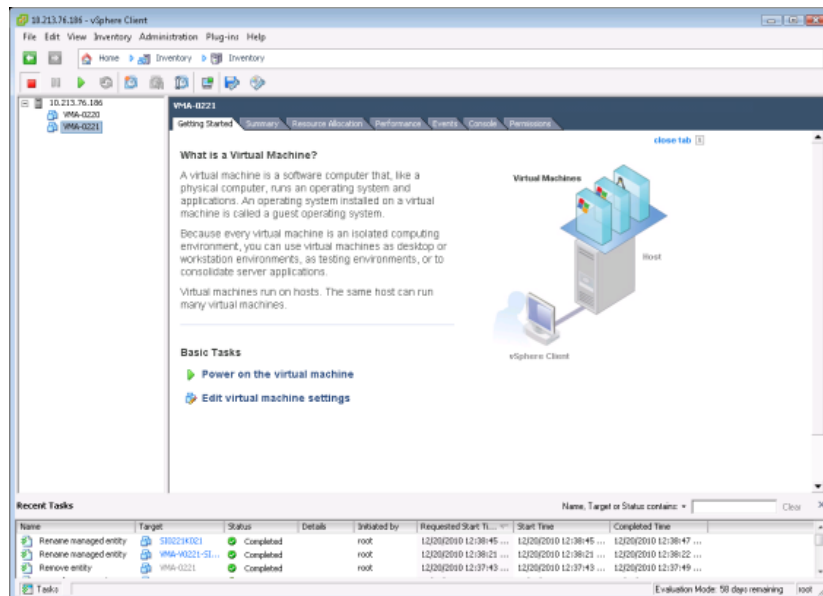 10.213.76.186 - vSphere Client
File Edit View Inventory Administration Plug-ins Help
Home Inventory Inventory
10.213.76.186
VMA-0220
VMA-0221
VMA-0221
Getting Started Summary Resource Allocation Performance Events Console Permissions
close tab
What is a Virtual Machine?
A virtual machine is a software computer that, like a
physical computer, runs an operating system and
applications. An operating system installed on a virtual
machine is called a guest operating system.
Because every virtual machine is an isolated computing
environment, you can use virtual machines as desktop or
workstation environments, as testing environments, or to
consolidate server applications.
Virtual machines run on hosts. The same host can run
many virtual machines.
Virtual Machines
Host
vSphere Client
Basic Tasks
Power on the virtual machine
Edit virtual machine settings
Recent Tasks
Name, Target or Status contains:
Clear
Name Target Status Details Initiated by Requested Start Ti... Start Time Completed Time
Rename managed entity SI0221K021 Completed root 12/20/2010 12:38:45 ... 12/20/2010 12:38:45 ... 12/20/2010 12:38:47 ...
Rename managed entity VMA-V0221-SI... Completed root 12/20/2010 12:38:21 ... 12/20/2010 12:38:21 ... 12/20/2010 12:38:22 ...
Remove entity VMA-0221 Completed root 12/20/2010 12:37:43 ... 12/20/2010 12:37:43 ... 12/20/2010 12:37:49 ...
Tasks
Evaluation Mode: 58 days remaining root